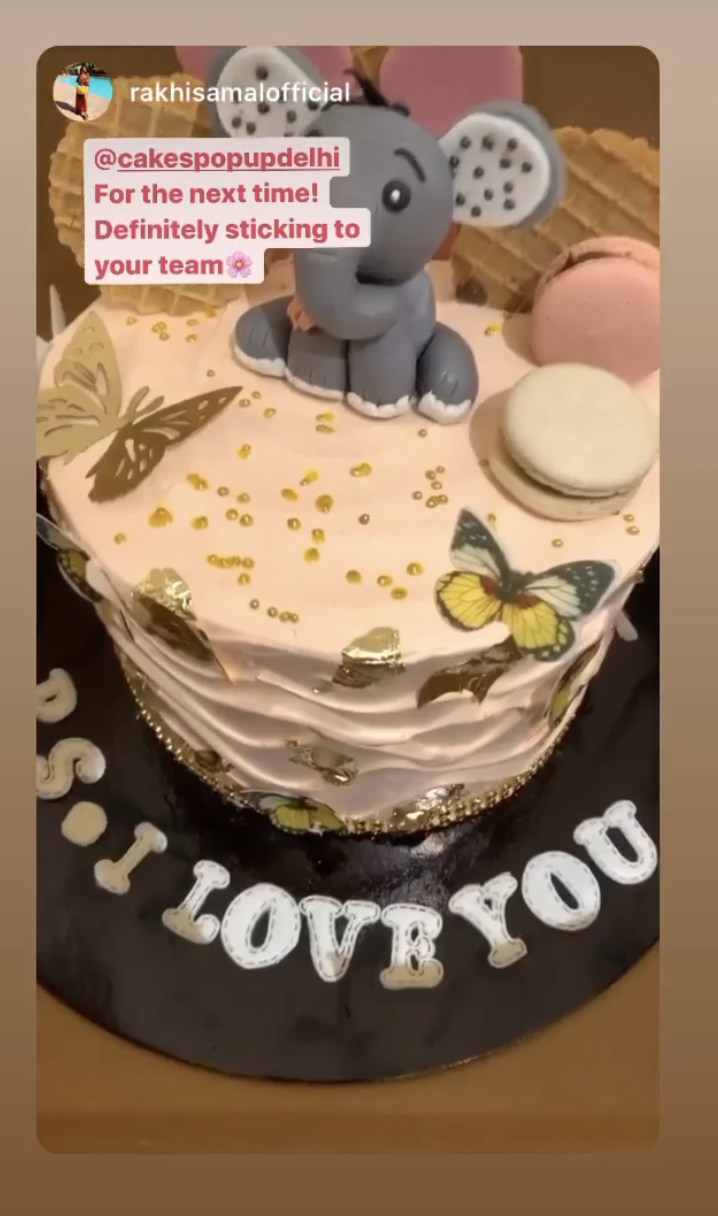 rakhisamalofficial
@cakespopupdelhi
For the next time!
Definitely sticking to
your team🌸
P.S. I LOVE YOU